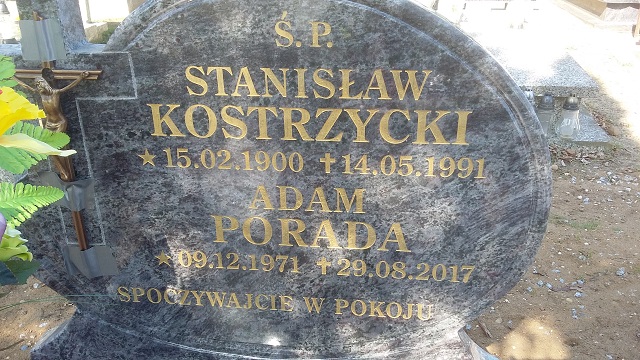 Ś.P.
STANISŁAW
KOSTRZYCKI
★ 15.02.1900 ✝ 14.05.1991
ADAM
PORADA
★ 09.12.1971 ✝ 29.08.2017
SPOCZYWAJCIE W POKOJU